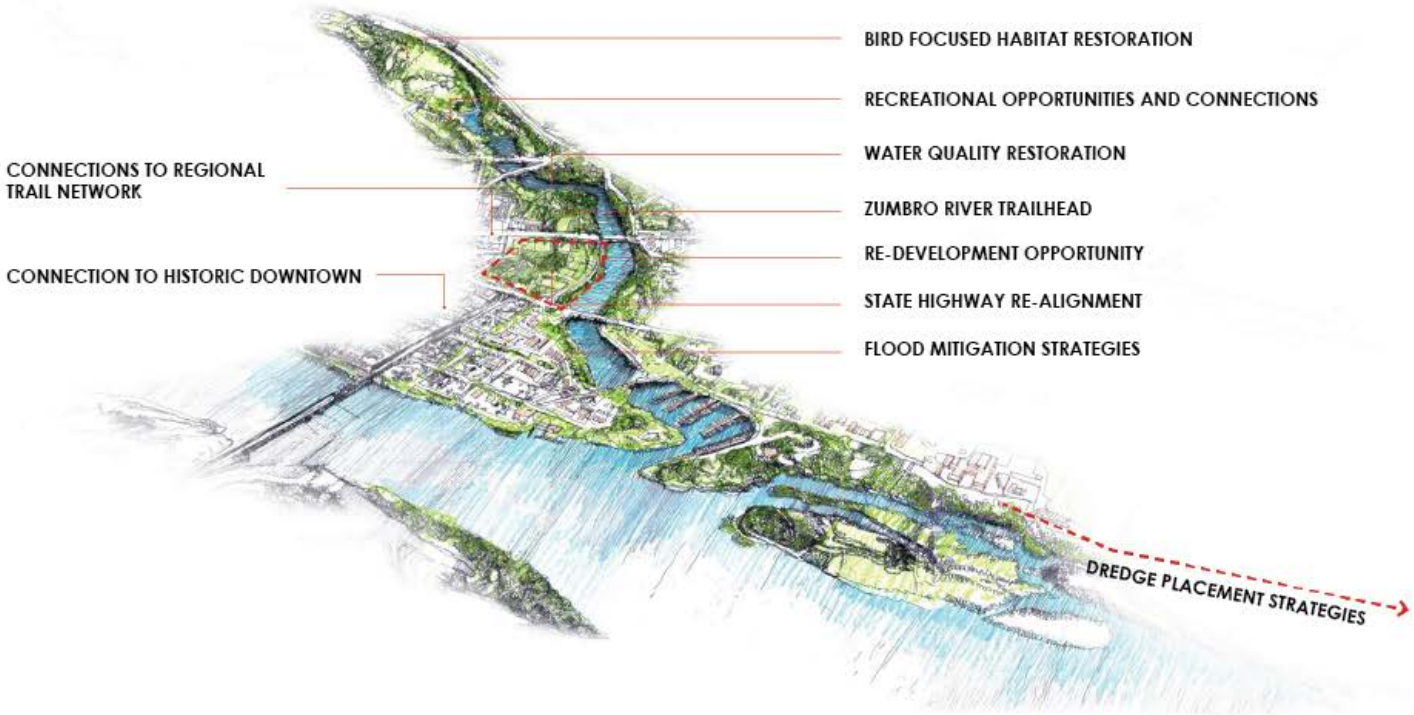 BIRD FOCUSED HABITAT RESTORATION
RECREATIONAL OPPORTUNITIES AND CONNECTIONS
WATER QUALITY RESTORATION
CONNECTIONS TO REGIONAL
TRAIL NETWORK
ZUMBRO RIVER TRAILHEAD
RE-DEVELOPMENT OPPORTUNITY
CONNECTION TO HISTORIC DOWNTOWN
STATE HIGHWAY RE-ALIGNMENT
FLOOD MITIGATION STRATEGIES
DREDGE PLACEMENT STRATEGIES